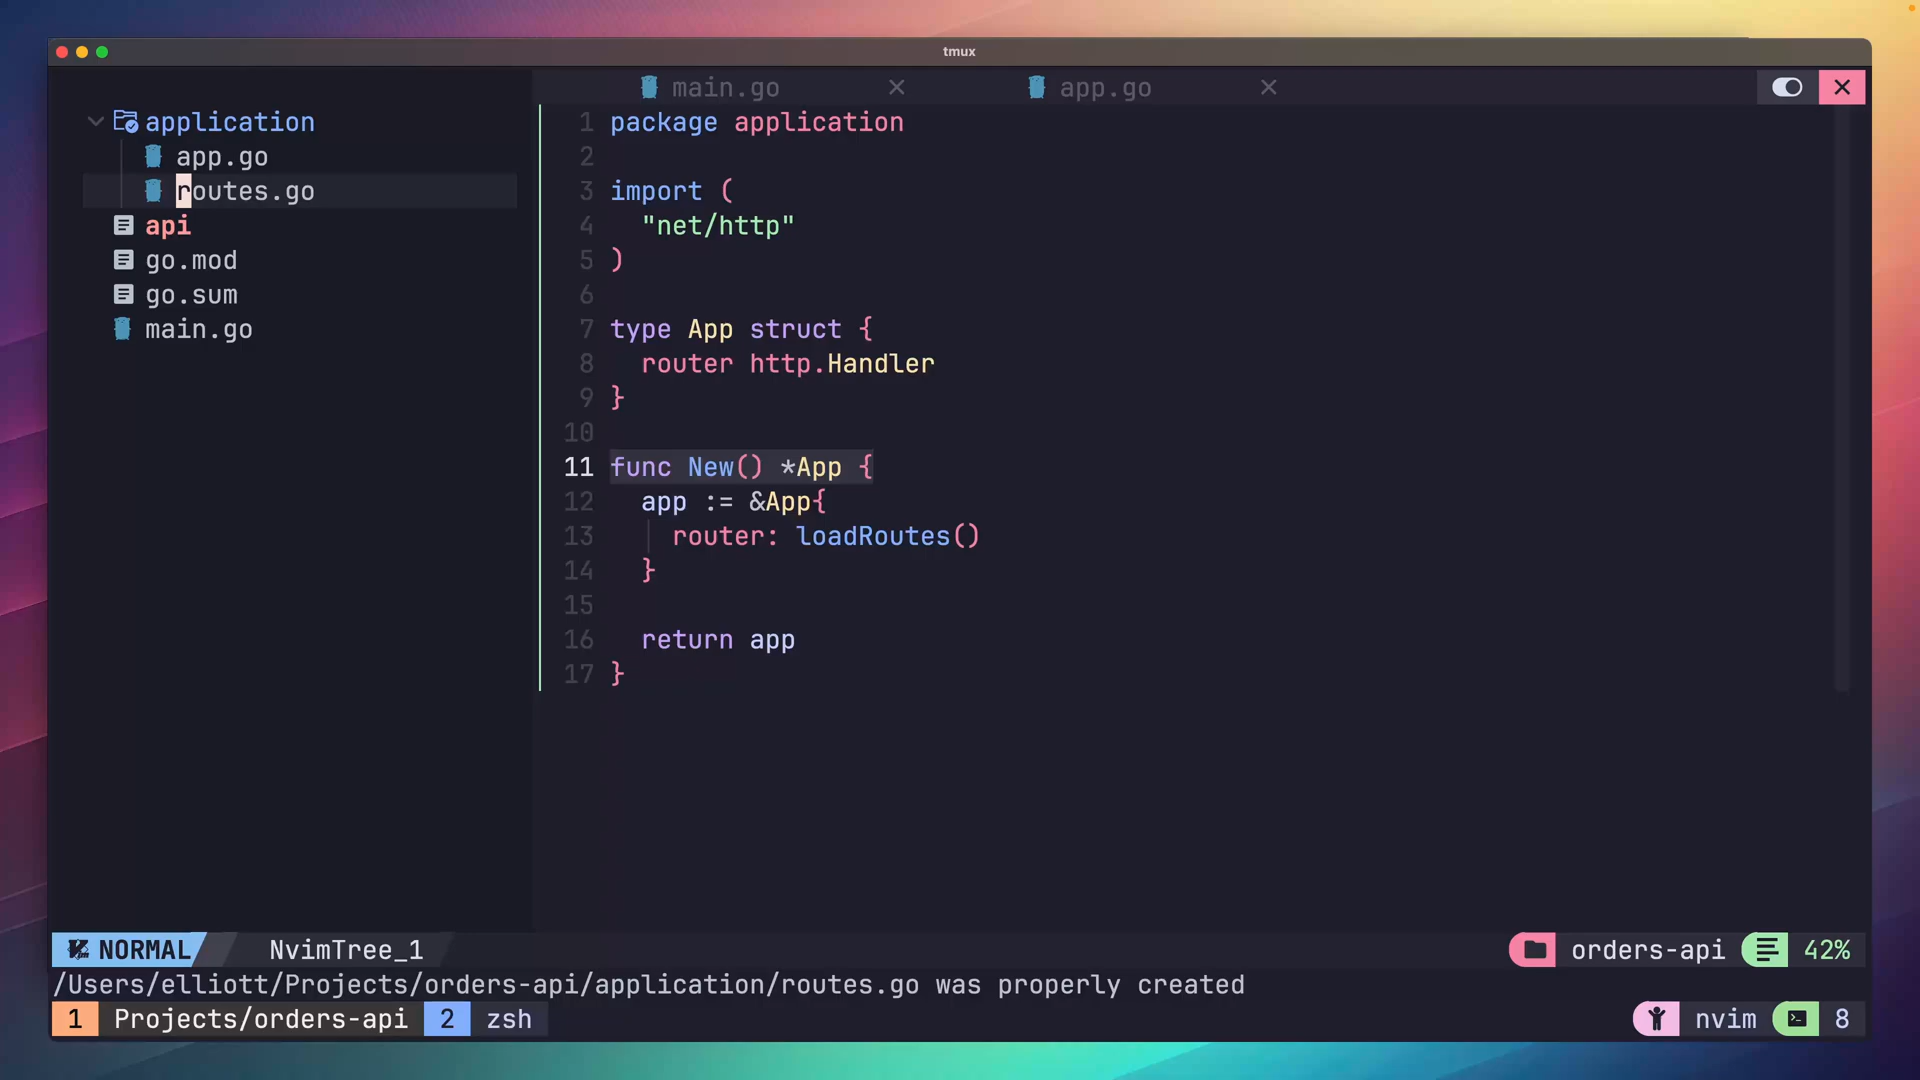 tmux
main.go
app.go
application
app.go
routes.go
api
go.mod
go.sum
main.go
1 package application
2
3 import (
4 "net/http"
5 )
6
7 type App struct {
8 router http.Handler
9 }
10
11 func New() *App {
12 app := &App{
13 router: loadRoutes()
14 }
15
16 return app
17 }
NORMAL NvimTree_1 orders-api 42%
/Users/elliott/Projects/orders-api/application/routes.go was properly created
1 Projects/orders-api 2 zsh nvim 8